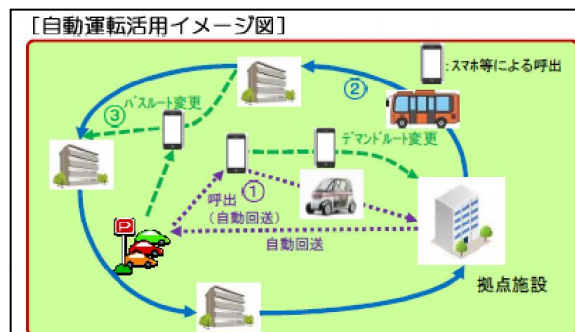 [自動運転活用イメージ図]
:スマホ等による呼出
②
③
バスルート変更
デマンドルート変更
呼出
①
(自動回送)
自動回送
P
拠点施設